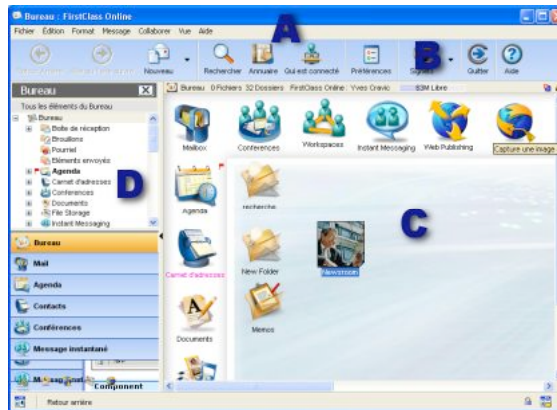 Bureau : FirstClass Online
Fichier Édition Format Message Collaborer Vue Aide
A
B
Nouveau Rechercher Annuaire Qui est connecté Préférences Quitter Aide
Bureau
Bureau 0 Fichiers 32 Dossiers FirstClass Online Yves Cravic 83M Libre
Tous les éléments du Bureau
Bureau
Boîte de réception
Brouillons
Pourriel
Eléments envoyés
Agenda
Carnet d'adresses
Conferences
Documents
File Storage
Instant Messaging
D
Bureau
Mail
Agenda
Contacts
Conférences
Message instantané
Component
Mailbox Conferences Workspaces Instant Messaging Web Publishing
Capture une image
Agenda recherche
C
Carnet d'adresses New Folder Newsroom
Documents Memos
Retour arrière